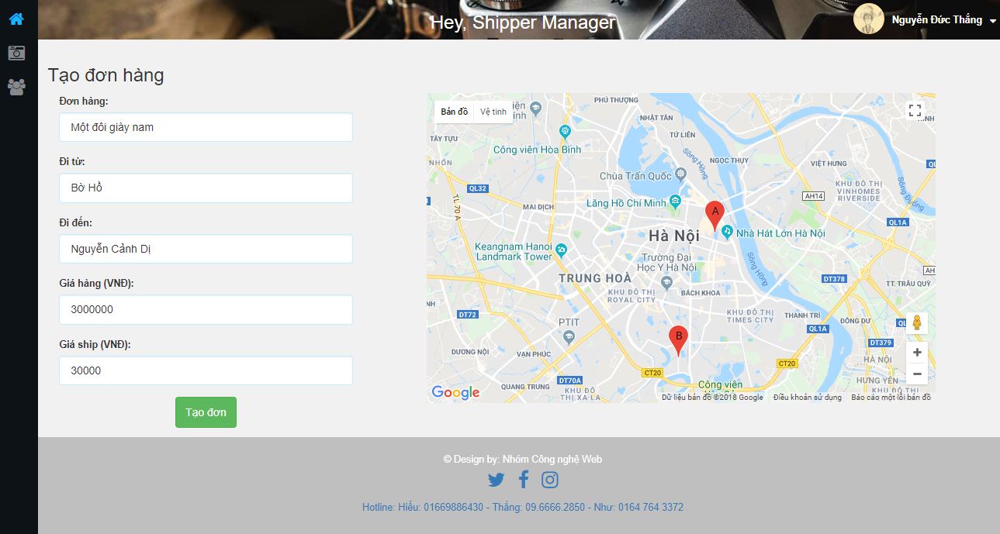 Hey, Shipper Manager
Nguyễn Đức Thắng
Tạo đơn hàng
Đơn hàng:
Một đôi giày nam
Đi từ:
Bờ Hồ
Đi đến:
Nguyễn Cảnh Dị
Giá hàng (VNĐ):
3000000
Giá ship (VNĐ):
30000
Tạo đơn
Bản đồ
Vệ tinh
PHÚ THƯỢNG
NHẬT TÂN
TÂY TỰU
TỨ LIÊN
Công viên Hòa Bình
Sông Hồng
NGỌC THỤY
VIỆT HƯNG
NHỔN
Chùa Trấn Quốc
QL32
KHU ĐÔ THỊ
VINHOMES
RIVERSIDE
Sông Đuống
AH14
TL70A
MAI DỊCH
Lăng Hồ Chí Minh
A
QL1A
Hà Nội
Nhà Hát Lớn Hà Nội
Keangnam Hanoi
Landmark Tower
Trường Đại
Học Y Hà Nội
Sông Hồng
TRUNG HOÀ
DT378
TT. TRÂU QUỲ
KHU ĐÔ THỊ
ROYAL CITY
BÁCH KHOA
DT72
KHU ĐÔ THỊ
TIMES CITY
THANH TRÌ
ĐÔNG DƯ
PTIT
QL1A
B
DT379
DƯƠNG NỘI
VẠN PHÚC
HÀ NỘI
CT20
CT20
DT70A
HƯNG YÊN
QUANG TRUNG
KHU ĐÔ
THỊ XA LA
Công viên
KHU ĐÔ THỊ
Google
Dữ liệu bản đồ ©2018 Google
Điều khoản sử dụng
Báo cáo một lỗi bản đồ
© Design by: Nhóm Công nghệ Web
Hotline: Hiếu: 01669886430 - Thắng: 09.6666.2850 - Như: 0164 764 3372